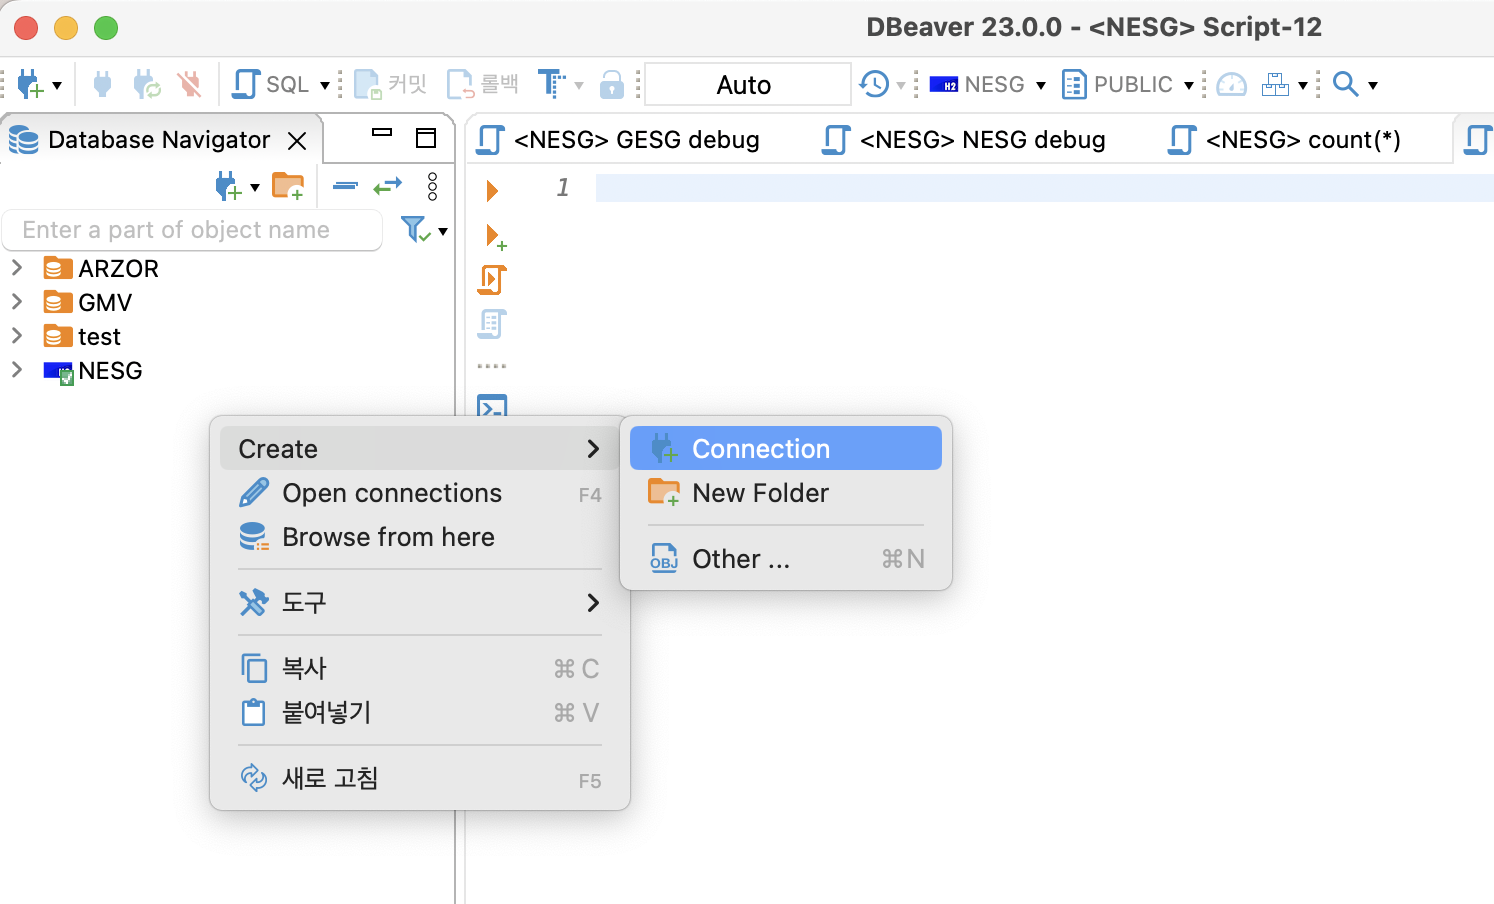 DBeaver 23.0.0 - <NESG> Script-12
SQL 커밋 롤백 Auto NESG PUBLIC
Database Navigator
<NESG> GESG debug <NESG> NESG debug <NESG> count(*)
1
Enter a part of object name
ARZOR
GMV
test
NESG
Create
Open connections F4
Browse from here
도구
복사 ⌘ C
붙여넣기 ⌘ V
새로 고침 F5
Connection
New Folder
OBJ Other ... ⌘ N